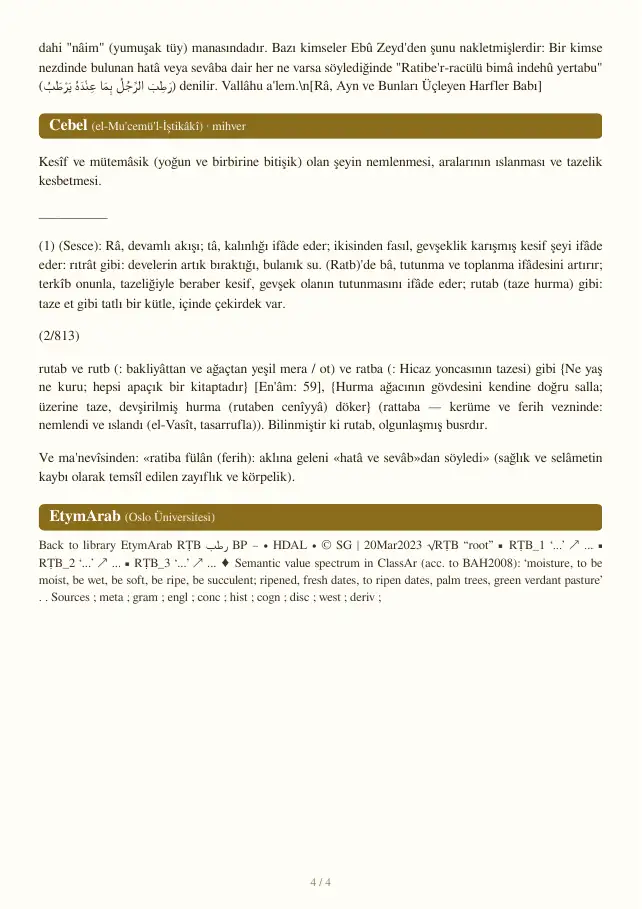 dahi "nâim" (yumuşak tüy) manasındadır. Bazı kimseler Ebû Zeyd'den şunu nakletmişlerdir: Bir kimse
nezdinde bulunan hatâ veya sevâba dair her ne varsa söylediğinde "Ratibe'r-racülü bimâ indehû yertabu"
(رَطِبَ الرَّجُلُ بِمَا عِنْدَهُ يَرْطَبُ) denilir. Vallâhu a'lem.\n[Râ, Ayn ve Bunları Üçleyen Harfler Babı]
Cebel (el-Mu'cemü'l-İştikâkî) · mihver
Kesîf ve mütemâsik (yoğun ve birbirine bitişik) olan şeyin nemlenmesi, aralarının ıslanması ve tazelik
kesbetmesi.
___________
(1) (Sesce): Râ, devamlı akışı; tâ, kalınlığı ifâde eder; ikisinden fasıl, gevşeklik karışmış kesif şeyi ifâde
eder: rıtrât gibi: develerin artık bıraktığı, bulanık su. (Ratb)'de bâ, tutunma ve toplanma ifâdesini artırır;
terkîb onunla, tazeliğiyle beraber kesif, gevşek olanın tutunmasını ifâde eder; rutab (taze hurma) gibi:
taze et gibi tatlı bir kütle, içinde çekirdek var.
(2/813)
rutab ve rutb (: bakliyâttan ve ağaçtan yeşil mera / ot) ve ratba (: Hicaz yoncasının tazesi) gibi {Ne yaş
ne kuru; hepsi apaçık bir kitaptadır} [En'âm: 59], {Hurma ağacının gövdesini kendine doğru salla;
üzerine taze, devşirilmiş hurma (rutaben cenîyyâ) döker} (rattaba — kerüme ve ferih vezninde:
nemlendi ve ıslandı (el-Vasît, tasarrufla)). Bilinmiştir ki rutab, olgunlaşmış busrdır.
Ve ma'nevîsinden: «ratiba fülân (ferih): aklına geleni «hatâ ve sevâb»dan söyledi» (sağlık ve selâmetin
kaybı olarak temsîl edilen zayıflık ve körpelik).
EtymArab (Oslo Üniversitesi)
Back to library EtymArab RṬB رطب BP – • HDAL • © SG | 20Mar2023 √RṬB “root” ▪ RṬB_1 ‘...’ ↗ ... ▪
RṬB_2 ‘...’ ↗ ... ▪ RṬB_3 ‘...’ ↗ ... ♦ Semantic value spectrum in ClassAr (acc. to BAH2008): ‘moisture, to be
moist, be wet, be soft, be ripe, be succulent; ripened, fresh dates, to ripen dates, palm trees, green verdant pasture’
. . Sources ; meta ; gram ; engl ; conc ; hist ; cogn ; disc ; west ; deriv ;
4 / 4